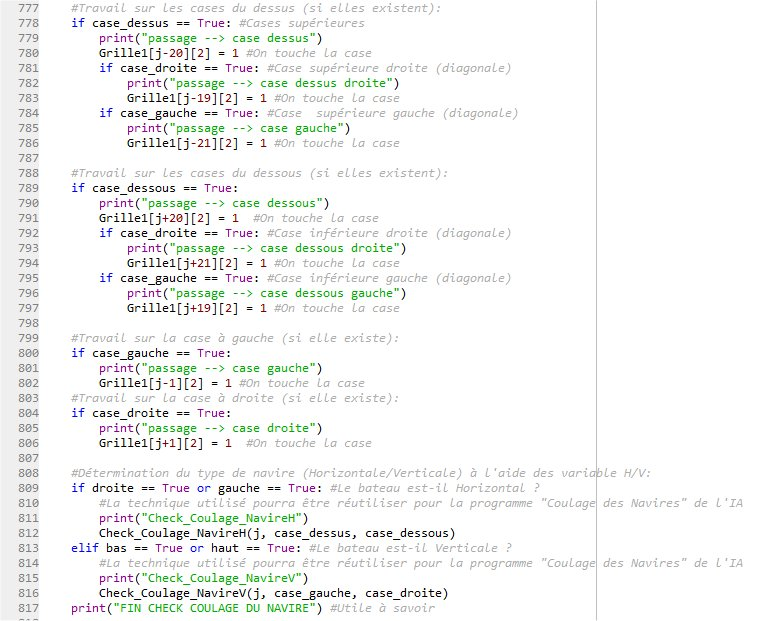 777 #Travail sur les cases du dessus (si elles existent):
778 if case_dessus == True: #Cases supérieures
779 print("passage --> case dessus")
780 Grille1[j-20][2] = 1 #On touche la case
781 if case_droite == True: #Case supérieure droite (diagonale)
782 print("passage --> case dessus droite")
783 Grille1[j-19][2] = 1 #On touche la case
784 if case_gauche == True: #Case  supérieure gauche (diagonale)
785 print("passage --> case gauche")
786 Grille1[j-21][2] = 1 #On touche la case
787
788 #Travail sur les cases du dessous (si elles existent):
789 if case_dessous == True:
790 print("passage --> case dessous")
791 Grille1[j+20][2] = 1  #On touche la case
792 if case_droite == True: #Case inférieure droite (diagonale)
793 print("passage --> case dessous droite")
794 Grille1[j+21][2] = 1 #On touche la case
795 if case_gauche == True: #Case inférieure gauche (diagonale)
796 print("passage --> case dessous gauche")
797 Grille1[j+19][2] = 1 #On touche la case
798
799 #Travail sur la case à gauche (si elle existe):
800 if case_gauche == True:
801 print("passage --> case gauche")
802 Grille1[j-1][2] = 1 #On touche la case
803 #Travail sur la case à droite (si elle existe):
804 if case_droite == True:
805 print("passage --> case droite")
806 Grille1[j+1][2] = 1  #On touche la case
807
808 #Détermination du type de navire (Horizontale/Verticale) à l'aide des variable H/V:
809 if droite == True or gauche == True: #Le bateau est-il Horizontal ?
810 #La technique utilisé pourra être réutiliser pour la programme "Coulage des Navires" de l'IA
811 print("Check_Coulage_NavireH")
812 Check_Coulage_NavireH(j, case_dessus, case_dessous)
813 elif bas == True or haut == True: #Le bateau est-il Verticale ?
814 #La technique utilisé pourra être réutiliser pour la programme "Coulage des Navires" de l'IA
815 print("Check_Coulage_NavireV")
816 Check_Coulage_NavireV(j, case_gauche, case_droite)
817 print("FIN CHECK COULAGE DU NAVIRE") #Utile à savoir